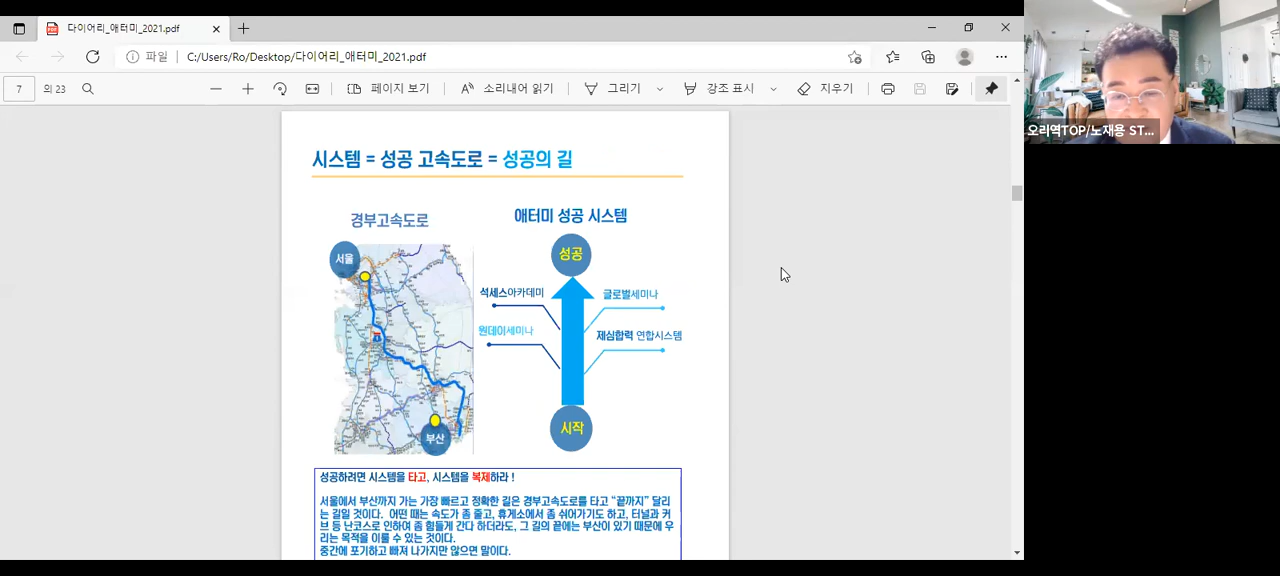 다이어리_애터미_2021.pdf
파일
C:/Users/Ro/Desktop/다이어리_애터미_2021.pdf
7
의 23
페이지 보기
소리내어 읽기
그리기
강조 표시
지우기
오리역TOP/노재용 ST...
시스템 = 성공 고속도로 = 성공의 길
경부고속도로
애터미 성공 시스템
서울
성공
석세스아카데미
글로벌세미나
원데이세미나
제심합력 연합시스템
부산
시작
성공하려면 시스템을 타고, 시스템을 복제하라 !
서울에서 부산까지 가는 가장 빠르고 정확한 길은 경부고속도로를 타고 “끝까지” 달리
는 길일 것이다. 어떤 때는 속도가 좀 줄고, 휴게소에서 좀 쉬어가기도 하고, 터널과 커
브 등 난코스로 인하여 좀 힘들게 간다 하더라도, 그 길의 끝에는 부산이 있기 때문에 우
리는 목적을 이룰 수 있는 것이다.
중간에 포기하고 빠져 나가지만 않으면 말이다.